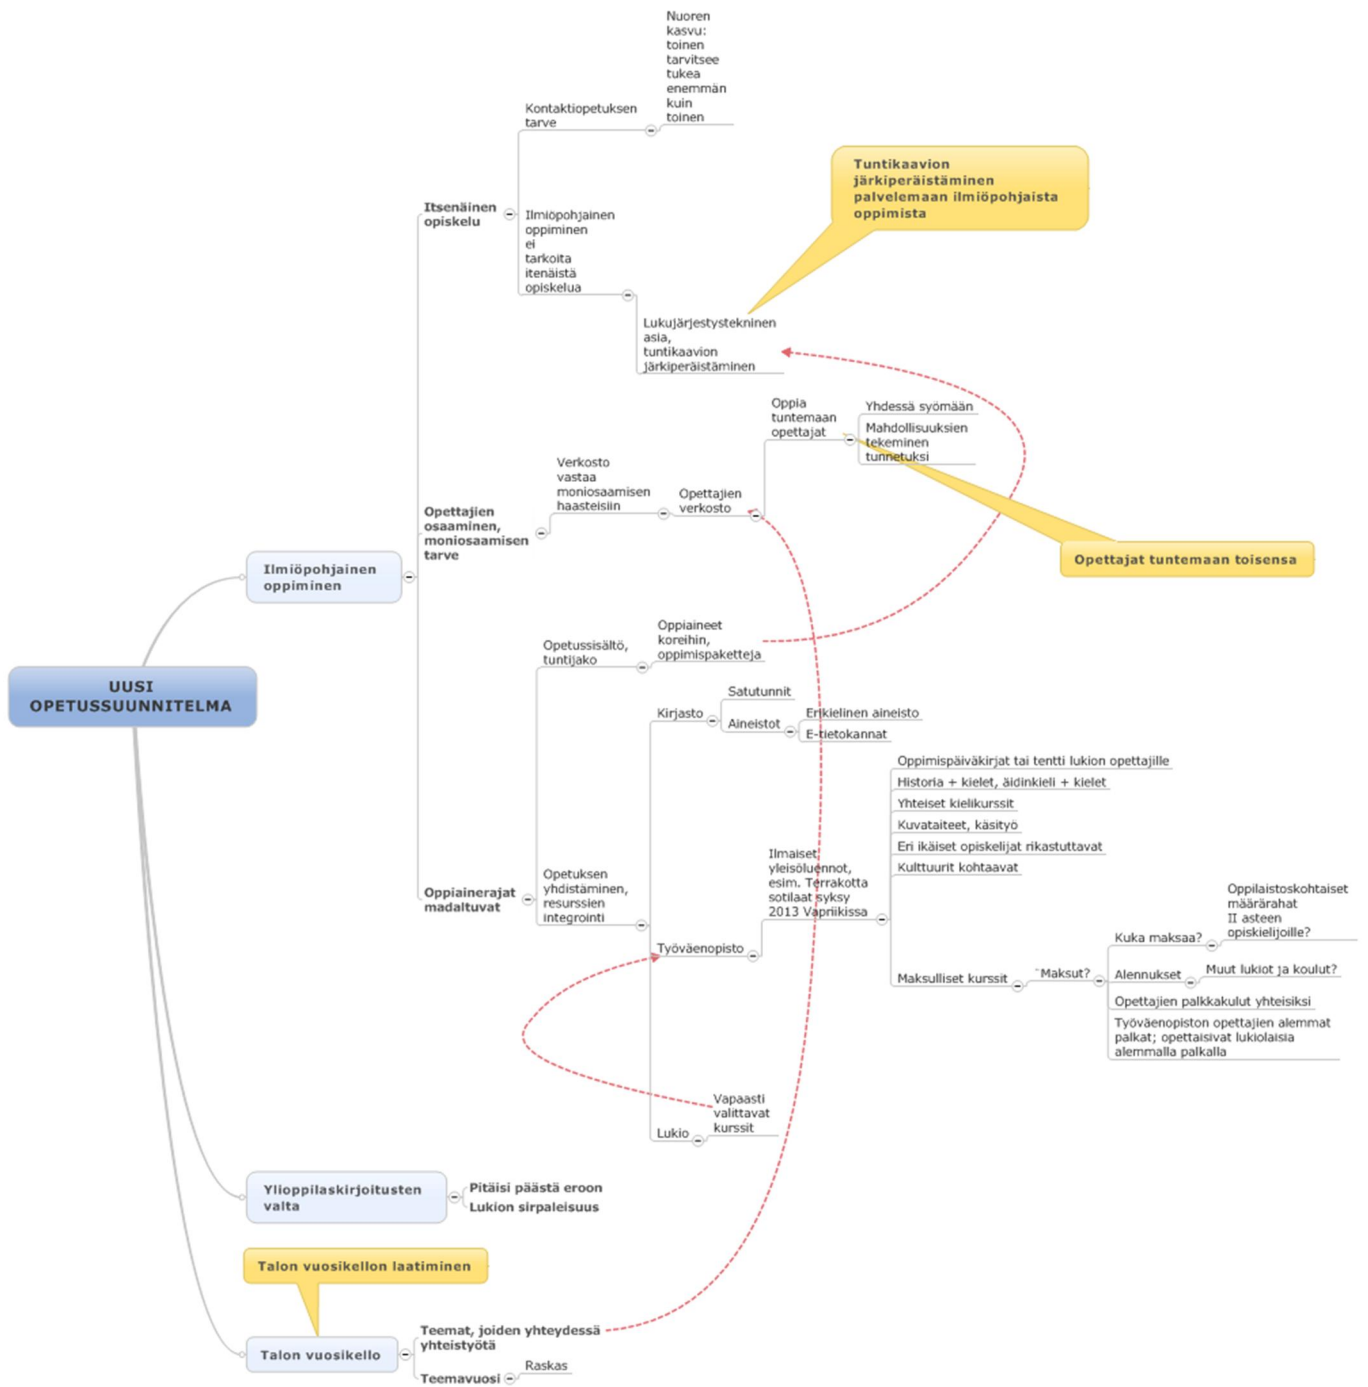 UUSI
OPETUSSUUNNITELMA
Ilmiöpohjainen
oppiminen
Itsenäinen
opiskelu
Kontaktiopetuksen
tarve
Nuoren
kasvu:
toinen
tarvitsee
tukea
enemmän
kuin
toinen
Ilmiöpohjainen
oppiminen
ei
tarkoita
itenäistä
opiskelua
Lukujärjestystekninen
asia,
tuntikaavion
järkiperäistäminen
Tuntikaavion
järkiperäistäminen
palvelemaan ilmiöpohjaista
oppimista
Opettajien
osaaminen,
moniosaamisen
tarve
Verkosto
vastaa
moniosaamisen
haasteisiin
Opettajien
verkosto
Oppia
tuntemaan
opettajat
Yhdessä syömään
Mahdollisuuksien
tekeminen
tunnetuksi
Opettajat tuntemaan toisensa
Oppiainerajat
madaltuvat
Opetussisältö,
tuntijako
Oppiaineet
koreihin,
oppimispaketteja
Opetuksen
yhdistäminen,
resurssien
integrointi
Kirjasto
Satutunnit
Aineistot
Erikielinen aineisto
E-tietokannat
Työväenopisto
Ilmaiset
yleisöluennot,
esim. Terrakotta
sotilaat syksy
2013 Vapriikissa
Oppimispäiväkirjat tai tentti lukion opettajille
Historia + kielet, äidinkieli + kielet
Yhteiset kielikurssit
Kuvataiteet, käsityö
Eri ikäiset opiskelijat rikastuttavat
Kulttuurit kohtaavat
Maksulliset kurssit
¨Maksut?
Kuka maksaa?
Oppilaistoskohtaiset
määrärahat
II asteen
opiskielijoille?
Alennukset
Muut lukiot ja koulut?
Opettajien palkkakulut yhteisiksi
Työväenopiston opettajien alemmat
palkat; opettaisivat lukiolaisia
alemmalla palkalla
Lukio
Vapaasti
valittavat
kurssit
Ylioppilaskirjoitusten
valta
Pitäisi päästä eroon
Lukion sirpaleisuus
Talon vuosikellon laatiminen
Talon vuosikello
Teemat, joiden yhteydessä
yhteistyötä
Teemavuosi
Raskas